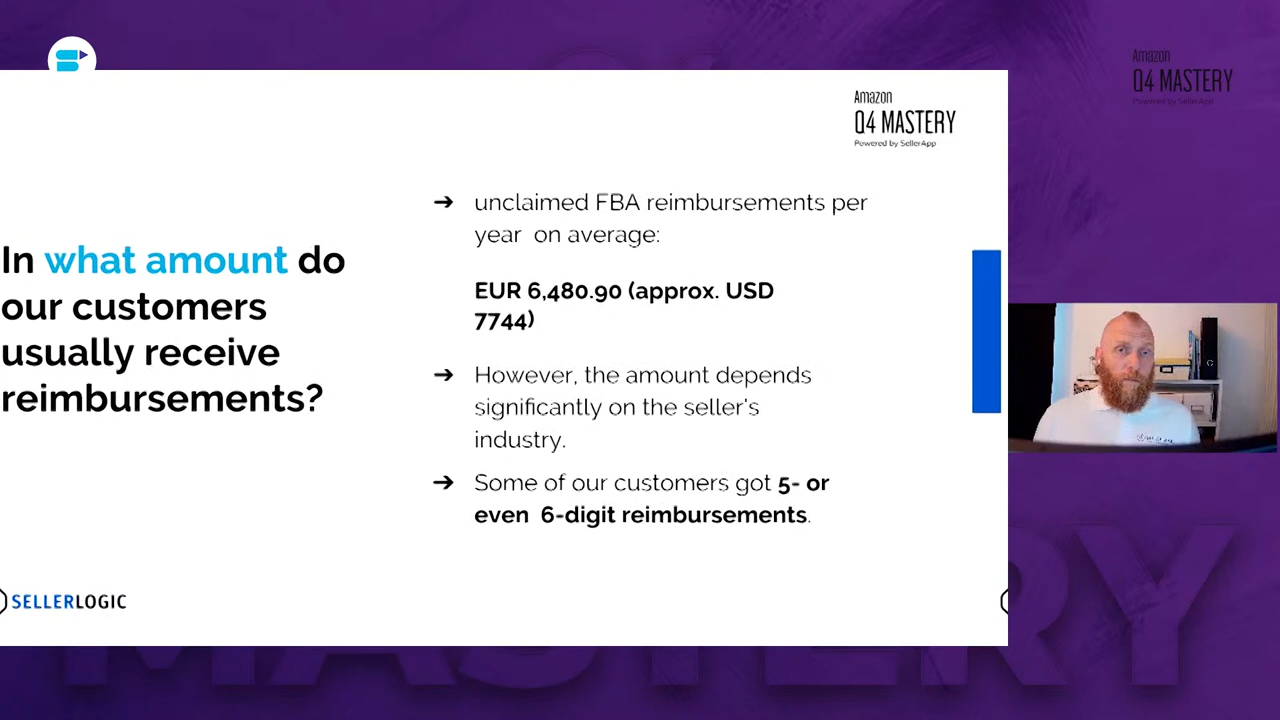 Amazon
Q4 MASTERY
Powered by SellerApp
Amazon
Q4 MASTERY
Powered by SellerApp
In what amount do
our customers
usually receive
reimbursements?
➔ unclaimed FBA reimbursements per
year on average:
EUR 6,480.90 (approx. USD
7744)
➔ However, the amount depends
significantly on the seller's
industry.
➔ Some of our customers got 5- or
even 6-digit reimbursements.
SELLERLOGIC
MASTERY